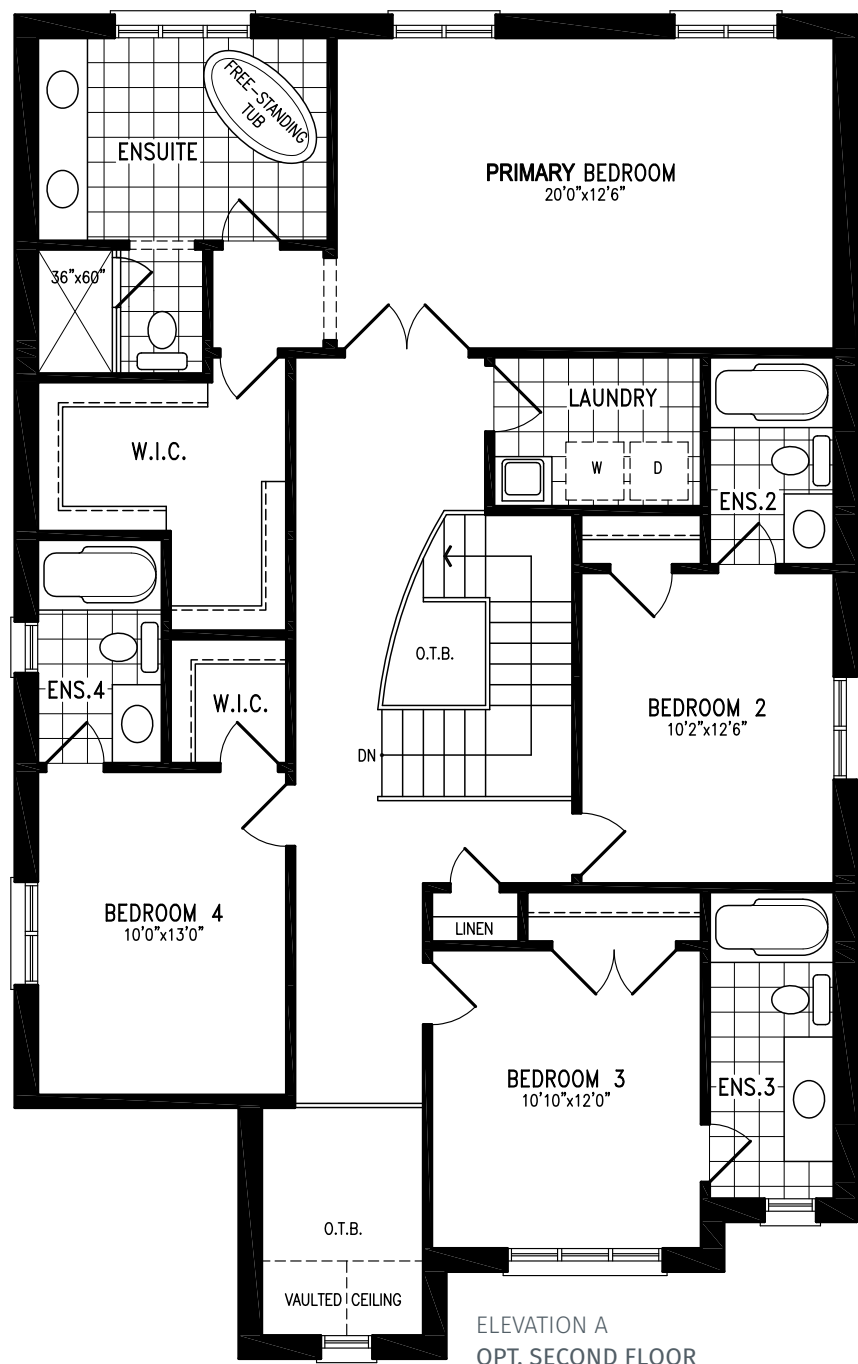 FREE-STANDING
TUB
ENSUITE
PRIMARY BEDROOM
20'0"x12'6"
36"x60"
LAUNDRY
W.I.C.
W
D
ENS.2
O.T.B.
ENS.4
W.I.C.
BEDROOM 2
10'2"x12'6"
DN
BEDROOM 4
10'0"x13'0"
LINEN
BEDROOM 3
10'10"x12'0"
ENS.3
O.T.B.
VAULTED CEILING
ELEVATION A
OPT. SECOND FLOOR